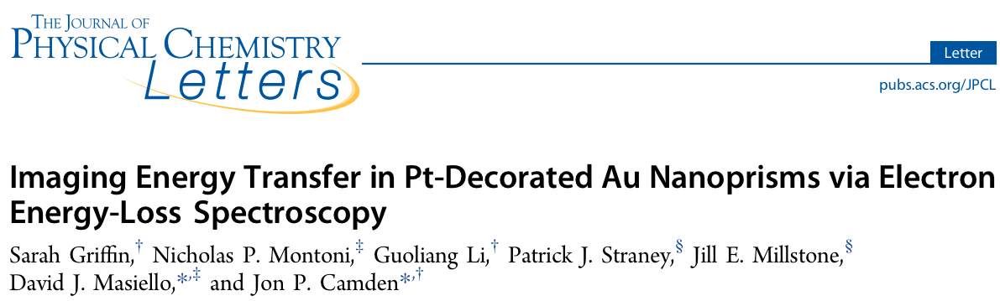 THE JOURNAL OF
PHYSICAL CHEMISTRY
Letters
Letter
pubs.acs.org/JPCL
Imaging Energy Transfer in Pt-Decorated Au Nanoprisms via Electron
Energy-Loss Spectroscopy
Sarah Griffin,† Nicholas P. Montoni,‡ Guoliang Li,† Patrick J. Straney,§ Jill E. Millstone,§
David J. Masiello,*,‡ and Jon P. Camden*,†